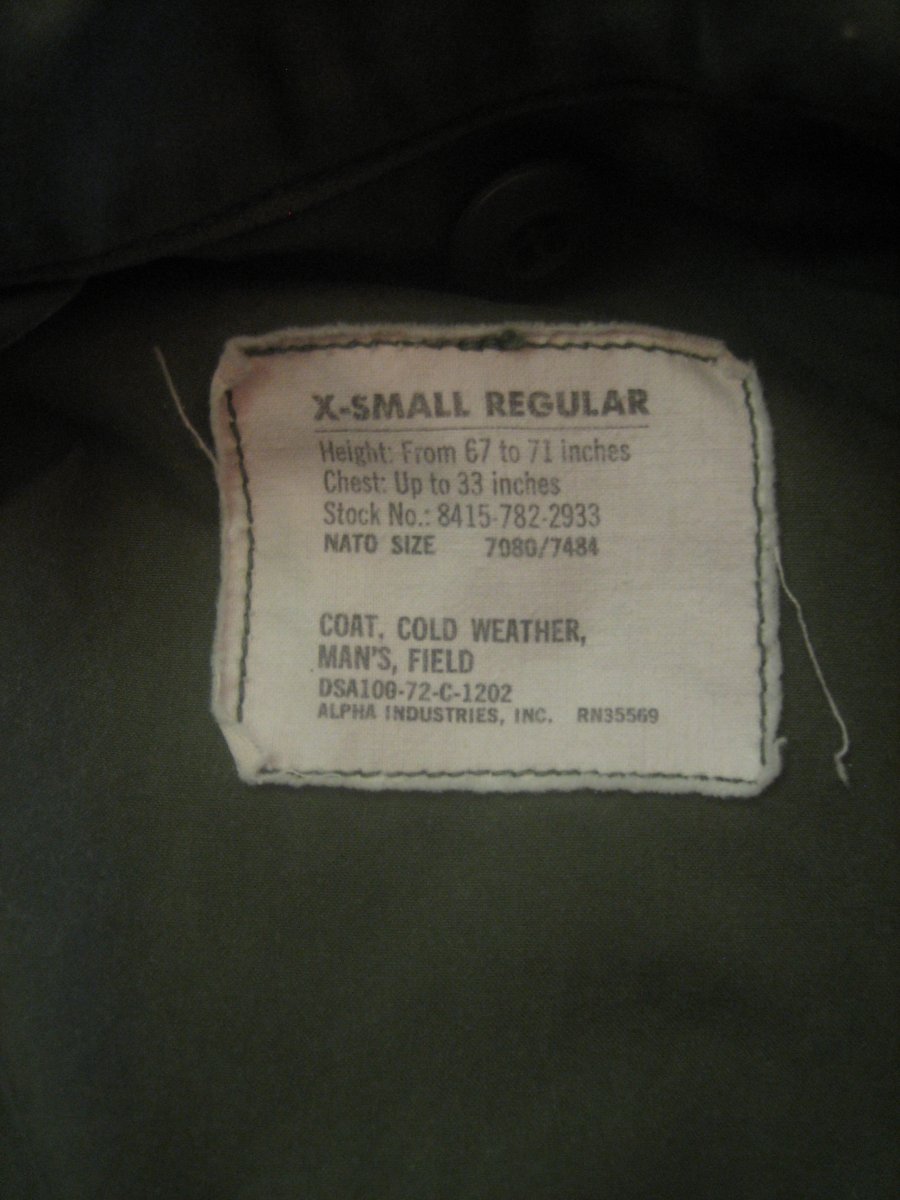 X-SMALL REGULAR
Height: From 67 to 71 inches
Chest: Up to 33 inches
Stock No.: 8415-782-2933
NATO SIZE 7980/7484
COAT, COLD WEATHER,
MAN'S, FIELD
DSA100-72-C-1202
ALPHA INDUSTRIES, INC. RN35569